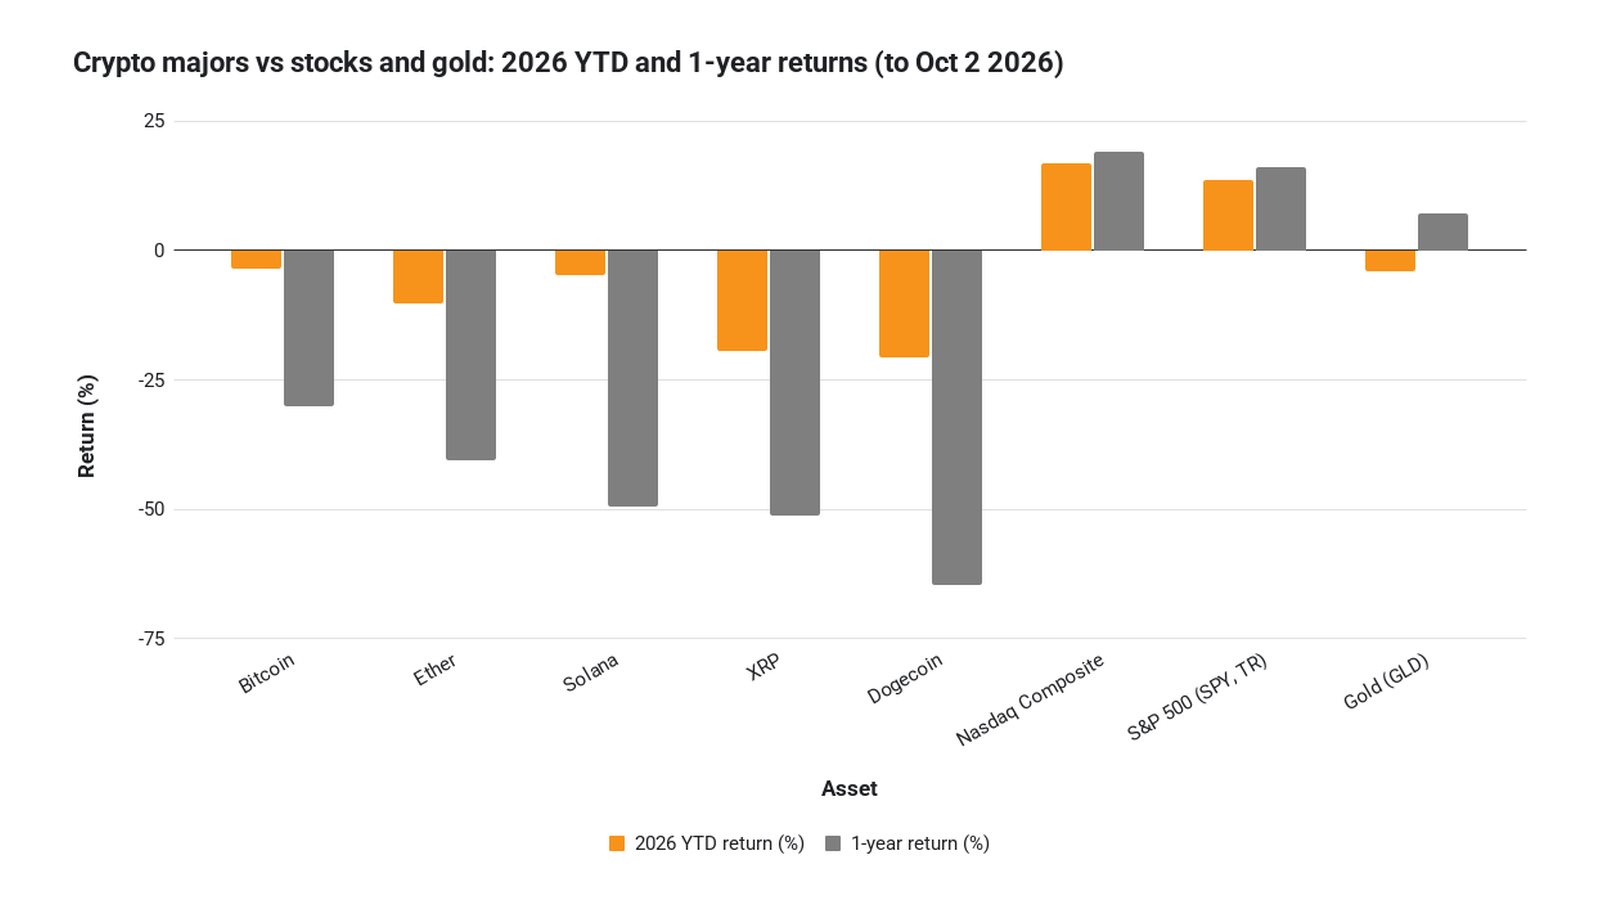 Crypto majors vs stocks and gold: 2026 YTD and 1-year returns (to Oct 2 2026)
25
0
-25
-50
-75
Return (%)
Bitcoin
Ether
Solana
XRP
Dogecoin
Nasdaq Composite
S&P 500 (SPY, TR)
Gold (GLD)
Asset
2026 YTD return (%)
1-year return (%)